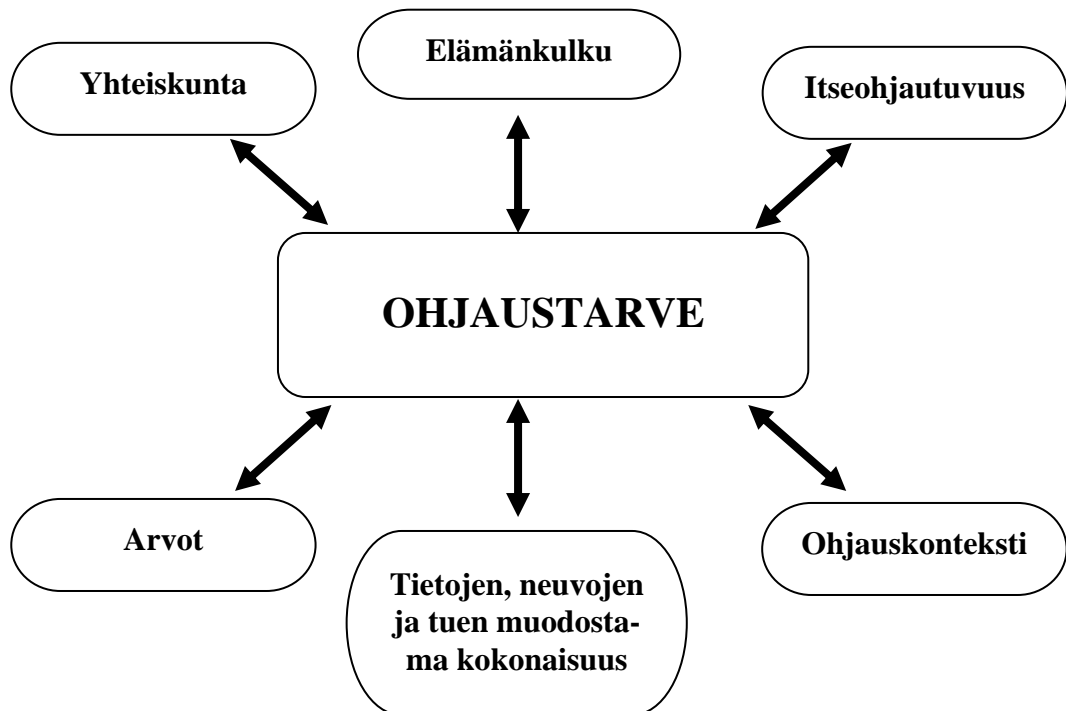 Yhteiskunta
Elämänkulku
Itseohjautuvuus
OHJAUSTARVE
Arvot
Tietojen, neuvojen
ja tuen muodosta-
ma kokonaisuus
Ohjauskonteksti